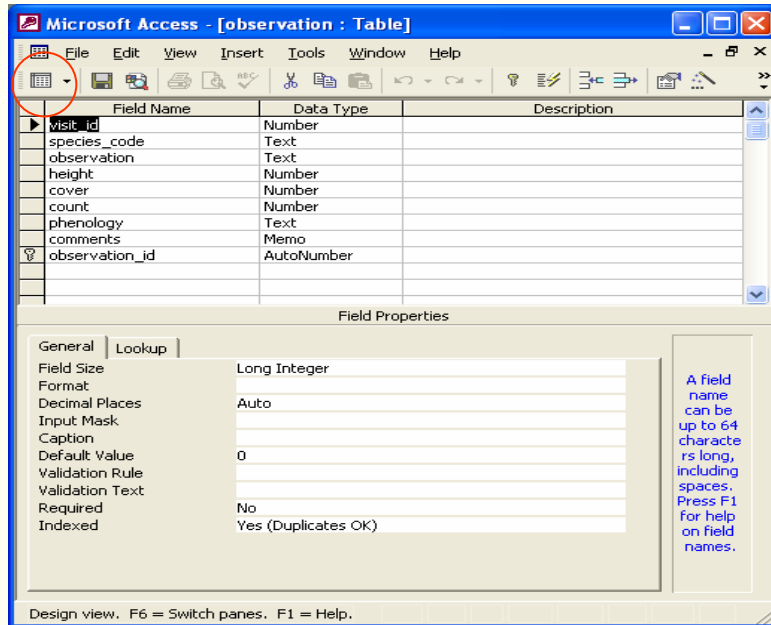 Microsoft Access - [observation : Table]
File Edit View Insert Tools Window Help
ABC
Field Name Data Type Description
visit_id Number
species_code Text
observation Text
height Number
cover Number
count Number
phenology Text
comments Memo
observation_id AutoNumber
Field Properties
General Lookup
Field Size Long Integer
Format
Decimal Places Auto
Input Mask
Caption
Default Value 0
Validation Rule
Validation Text
Required No
Indexed Yes (Duplicates OK)
A field
name
can be
up to 64
characte
rs long,
including
spaces.
Press F1
for help
on field
names.
Design view. F6 = Switch panes. F1 = Help.